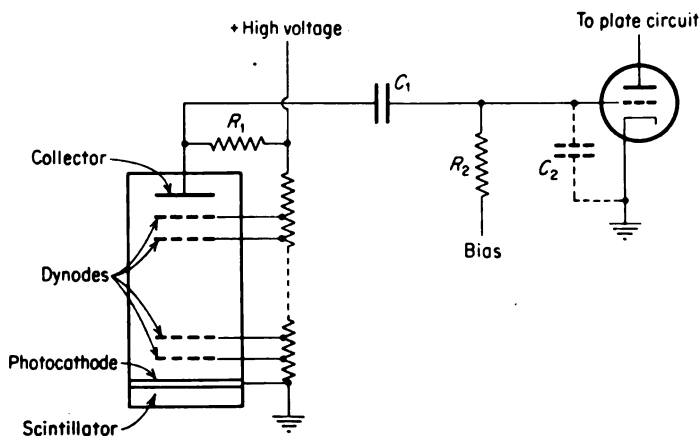 To plate circuit
+ High voltage
C1
R1
Collector
R2
C2
Bias
Dynodes
Photocathode
Scintillator